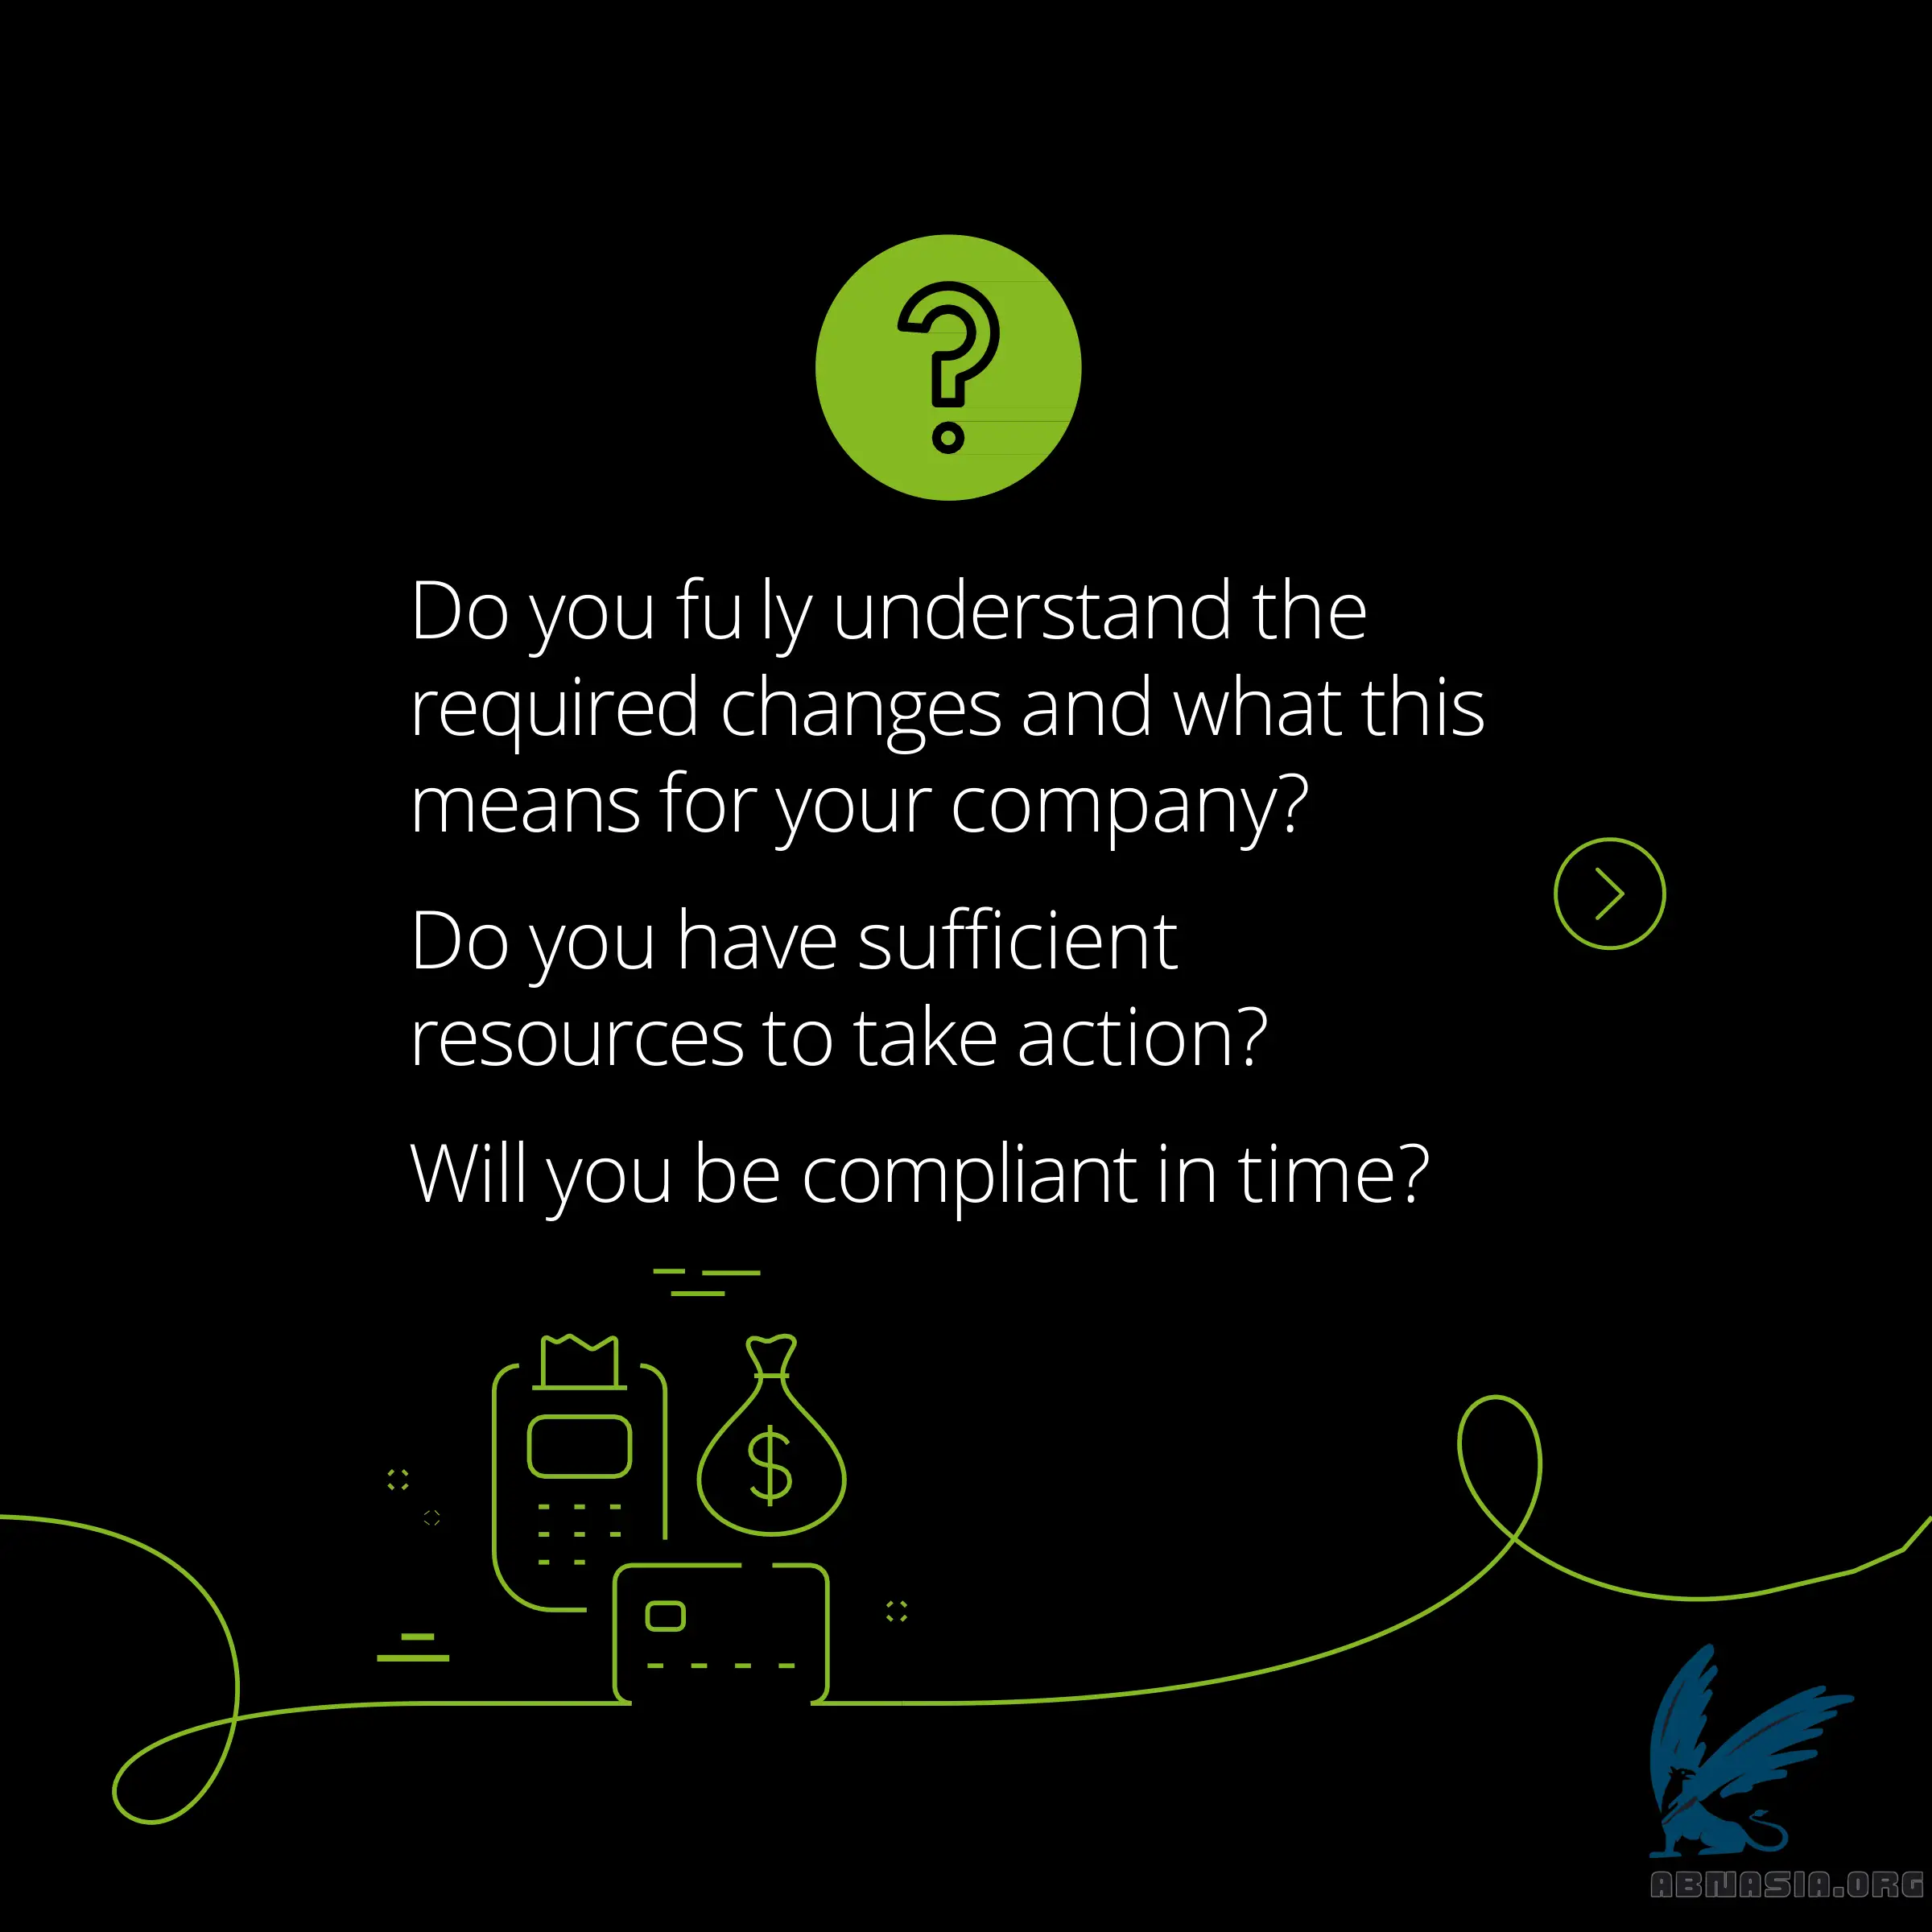 Do you fu ly understand the
required changes and what this
means for your company?
Do you have sufficient
resources to take action?
Will you be compliant in time?
$
ABNASIA.ORG